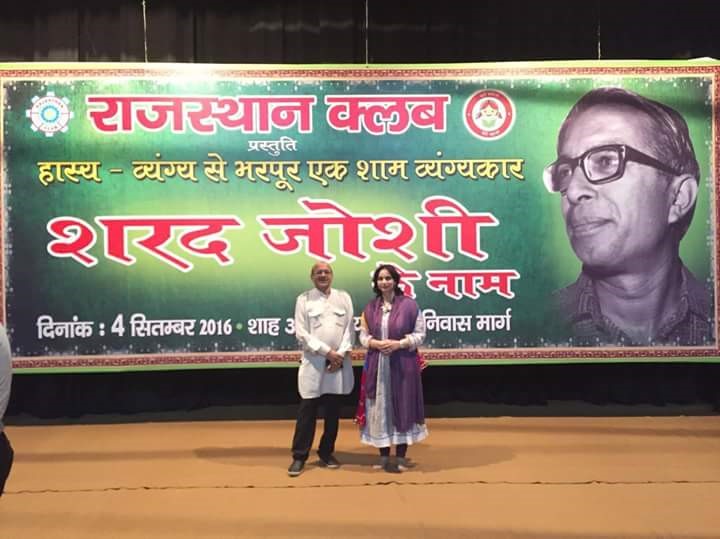 राजस्थान क्लब
प्रस्तुति
हास्य - व्यंग्य से भरपूर एक शाम व्यंग्यकार
शरद जोशी
के नाम
दिनांक : 4 सितम्बर 2016 • शाह निवास मार्ग